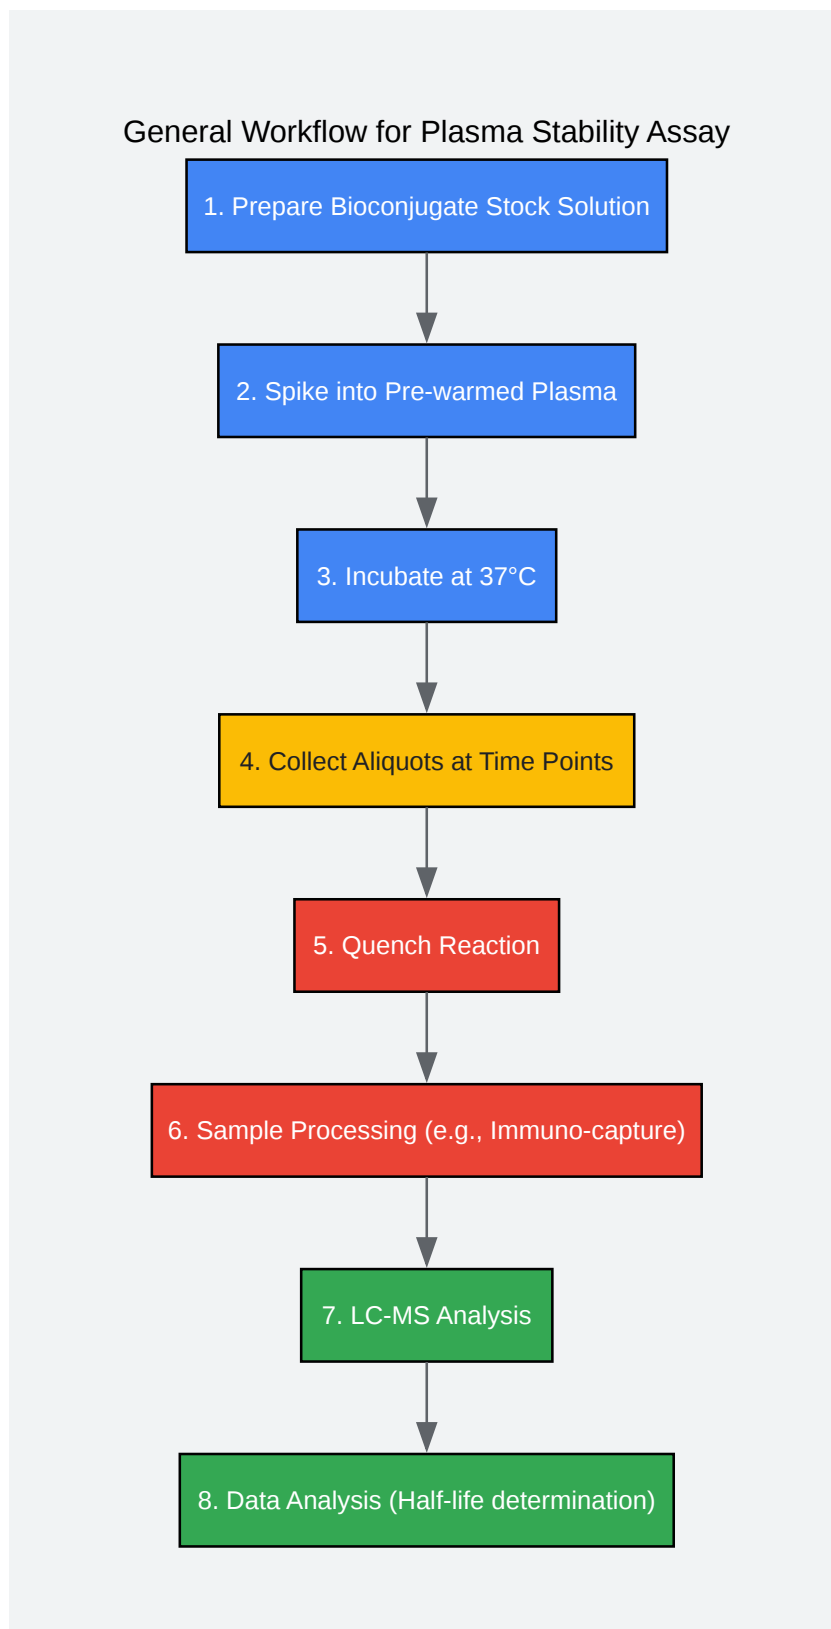 General Workflow for Plasma Stability Assay
1. Prepare Bioconjugate Stock Solution
2. Spike into Pre-warmed Plasma
3. Incubate at 37°C
4. Collect Aliquots at Time Points
5. Quench Reaction
6. Sample Processing (e.g., Immuno-capture)
7. LC-MS Analysis
8. Data Analysis (Half-life determination)